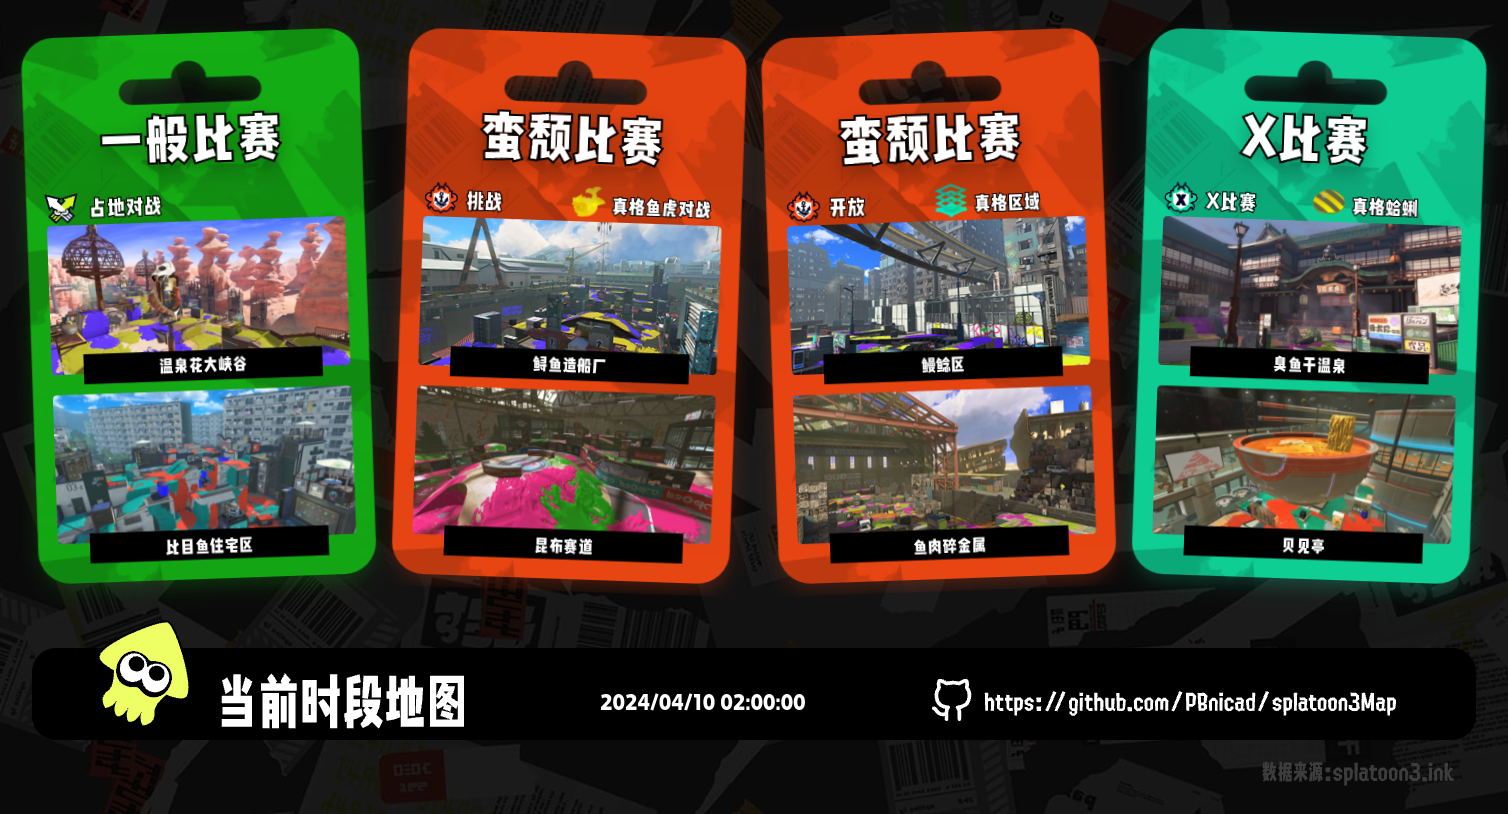 一般比赛
占地对战
温泉花大峡谷
比目鱼住宅区
蛮颓比赛
挑战
真格鱼虎对战
鲟鱼造船厂
昆布赛道
蛮颓比赛
开放
真格区域
鳗鲶区
鱼肉碎金属
X比赛
X比赛
真格蛤蜊
臭鱼干温泉
贝见亭
当前时段地图
2024/04/10 02:00:00
https://github.com/PBnicad/splatoon3Map
数据来源:splatoon3.ink